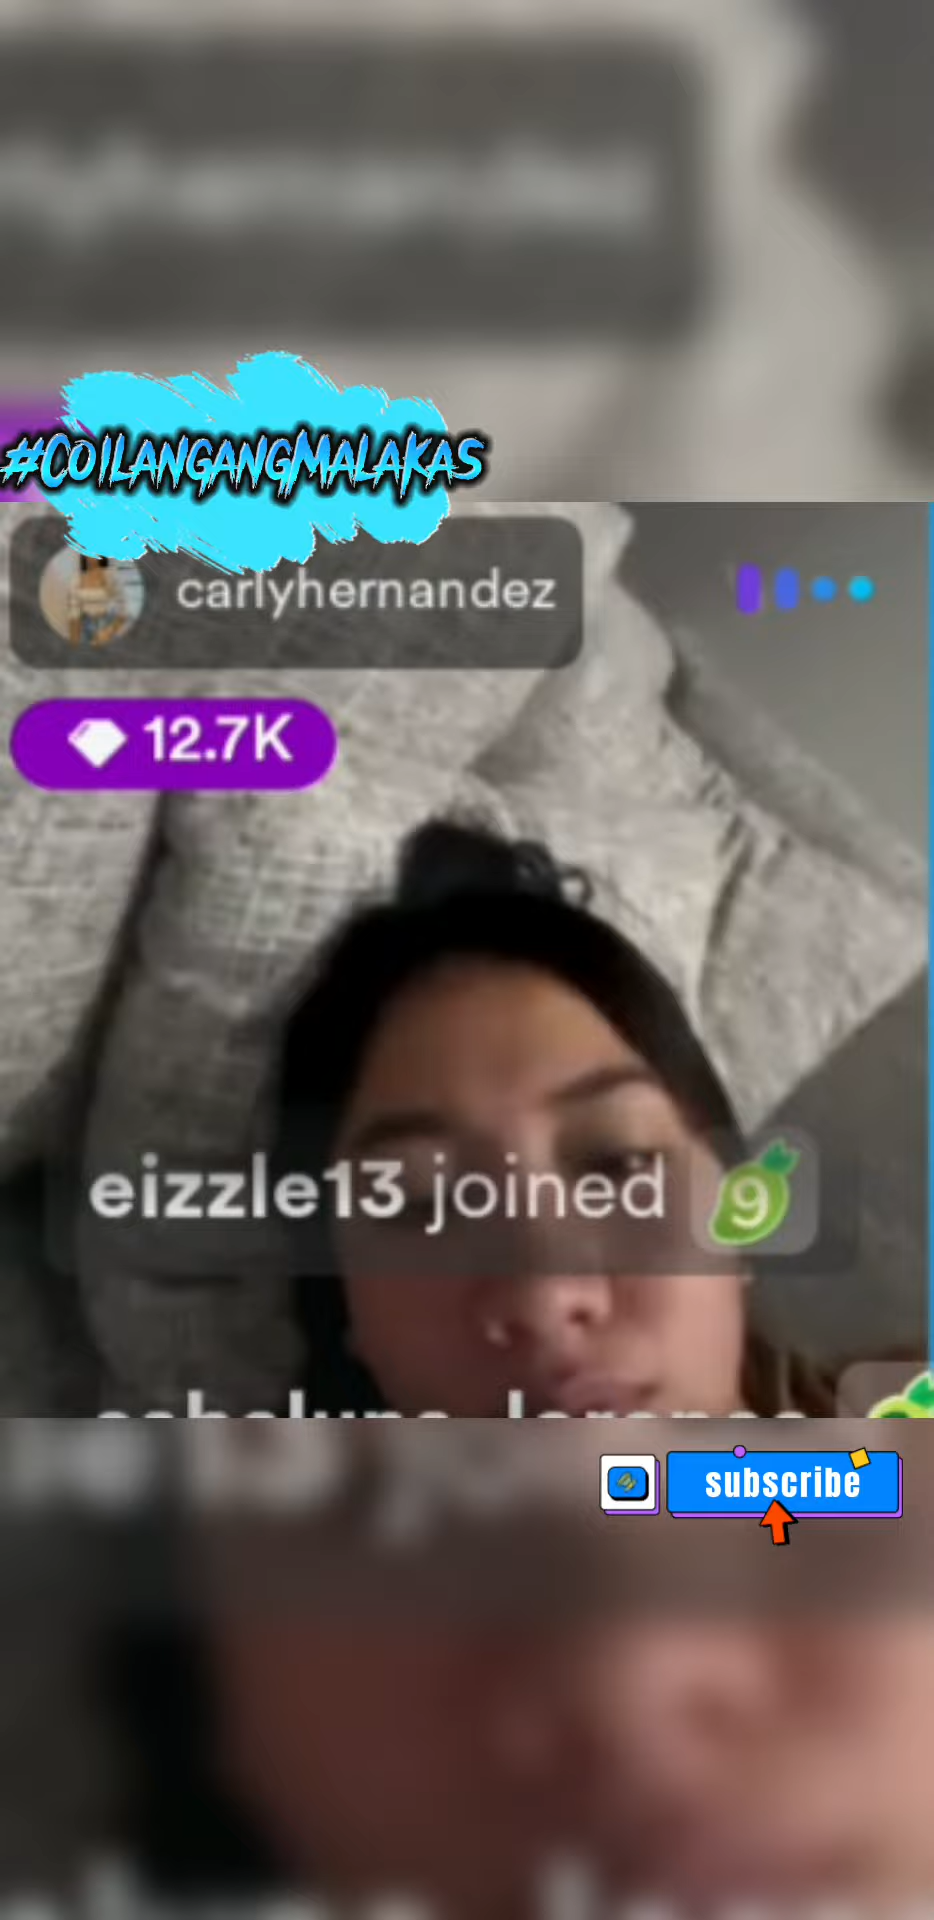 #COILANGANGMALAKAS
carlyhernandez
12.7K
eizzle13 joined
9
subscribe